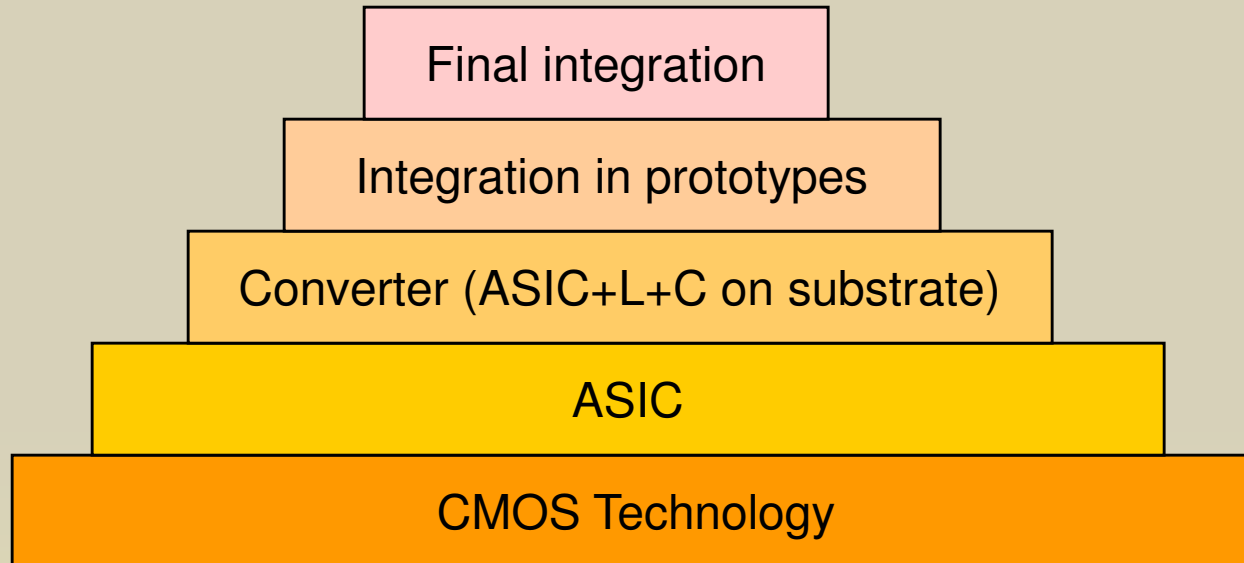 Final integration
Integration in prototypes
Converter (ASIC+L+C on substrate)
ASIC
CMOS Technology